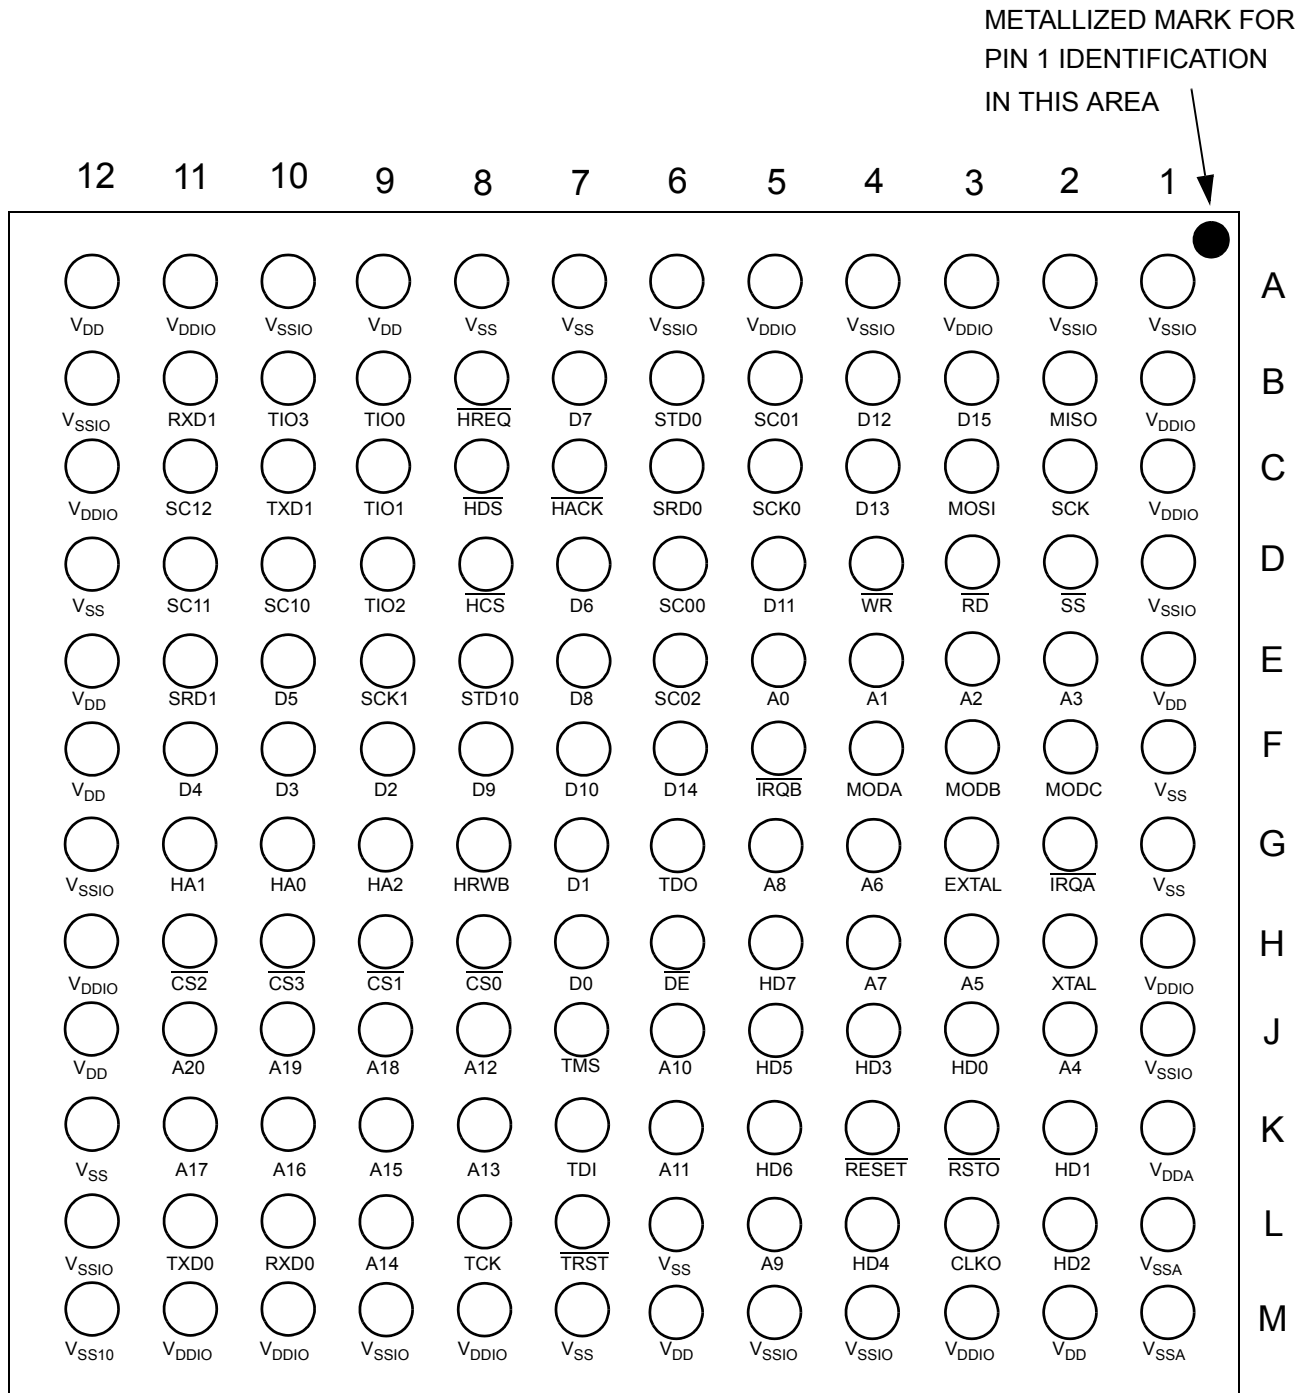 METALLIZED MARK FOR
PIN 1 IDENTIFICATION
IN THIS AREA
12 11 10 9 8 7 6 5 4 3 2 1
A
VDD VDDIO VSSIO VDD VSS VSS VSSIO VDDIO VSSIO VDDIO VSSIO VSSIO
B
VSSIO RXD1 TIO3 TIO0 HREQ D7 STD0 SC01 D12 D15 MISO VDDIO
C
VDDIO SC12 TXD1 TIO1 HDS HACK SRD0 SCK0 D13 MOSI SCK VDDIO
D
VSS SC11 SC10 TIO2 HCS D6 SC00 D11 WR RD SS VSSIO
E
VDD SRD1 D5 SCK1 STD10 D8 SC02 A0 A1 A2 A3 VDD
F
VDD D4 D3 D2 D9 D10 D14 IRQB MODA MODB MODC VSS
G
VSSIO HA1 HA0 HA2 HRWB D1 TDO A8 A6 EXTAL IRQA VSS
H
VDDIO CS2 CS3 CS1 CS0 D0 DE HD7 A7 A5 XTAL VDDIO
J
VDD A20 A19 A18 A12 TMS A10 HD5 HD3 HD0 A4 VSSIO
K
VSS A17 A16 A15 A13 TDI A11 HD6 RESET RSTO HD1 VDDA
L
VSSIO TXD0 RXD0 A14 TCK TRST VSS A9 HD4 CLKO HD2 VSSA
M
VSS10 VDDIO VDDIO VSSIO VDDIO VSS VDD VSSIO VSSIO VDDIO VDD VSSA